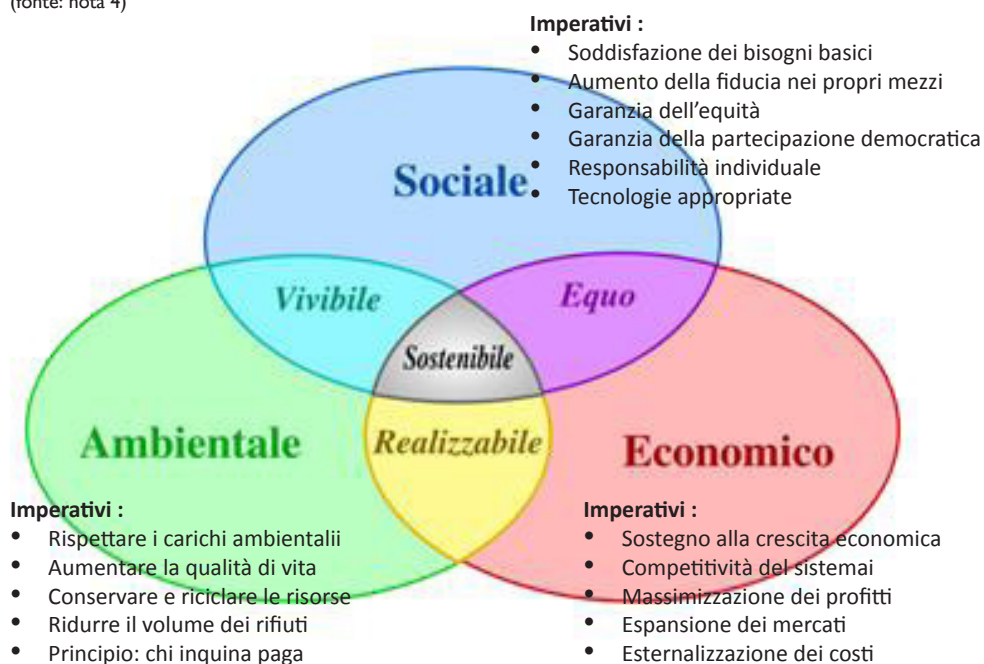 (fonte: nota 4)
Imperativi :
• Soddisfazione dei bisogni basici
• Aumento della fiducia nei propri mezzi
• Garanzia dell'equità
• Garanzia della partecipazione democratica
• Responsabilità individuale
• Tecnologie appropriate
Sociale
Vivibile
Equo
Sostenibile
Ambientale
Realizzabile
Economico
Imperativi :
• Rispettare i carichi ambientalii
• Aumentare la qualità di vita
• Conservare e riciclare le risorse
• Ridurre il volume dei rifiuti
• Principio: chi inquina paga
Imperativi :
• Sostegno alla crescita economica
• Competitività del sistemai
• Massimizzazione dei profitti
• Espansione dei mercati
• Esternalizzazione dei costi